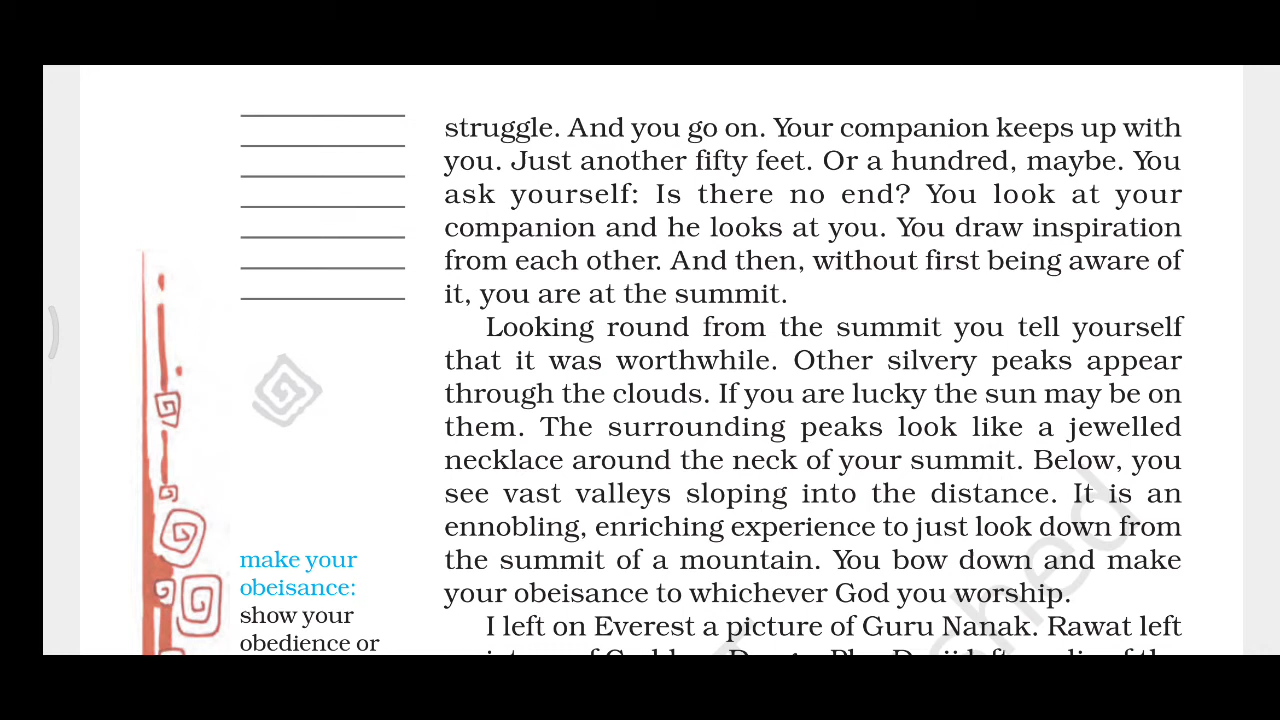 struggle. And you go on. Your companion keeps up with
you. Just another fifty feet. Or a hundred, maybe. You
ask yourself: Is there no end? You look at your
companion and he looks at you. You draw inspiration
from each other. And then, without first being aware of
it, you are at the summit.
Looking round from the summit you tell yourself
that it was worthwhile. Other silvery peaks appear
through the clouds. If you are lucky the sun may be on
them. The surrounding peaks look like a jewelled
necklace around the neck of your summit. Below, you
see vast valleys sloping into the distance. It is an
ennobling, enriching experience to just look down from
the summit of a mountain. You bow down and make
your obeisance to whichever God you worship.
I left on Everest a picture of Guru Nanak. Rawat left
make your
obeisance:
show your
obedience or